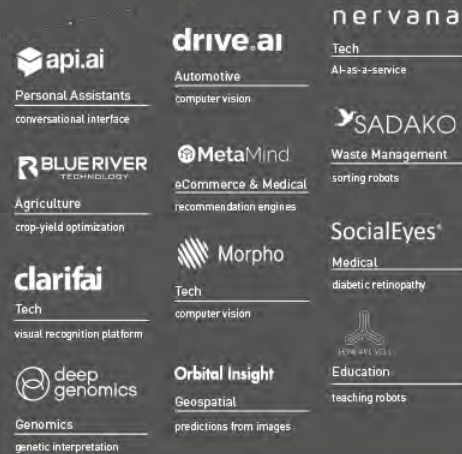 api.ai
Personal Assistants
conversational interface
BLUE RIVER
TECHNOLOGY
Agriculture
crop-yield optimization
clarifai
Tech
visual recognition platform
deep
genomics
Genomics
genetic interpretation
drive.ai
Automotive
computer vision
MetaMind
eCommerce & Medical
recommendation engines
Morpho
Tech
computer vision
Orbital Insight
Geospatial
predictions from images
nervana
Tech
AI-as-a-service
SADAKO
Waste Management
sorting robots
SocialEyes*
Medical
diabetic retinopathy
Education
teaching robots